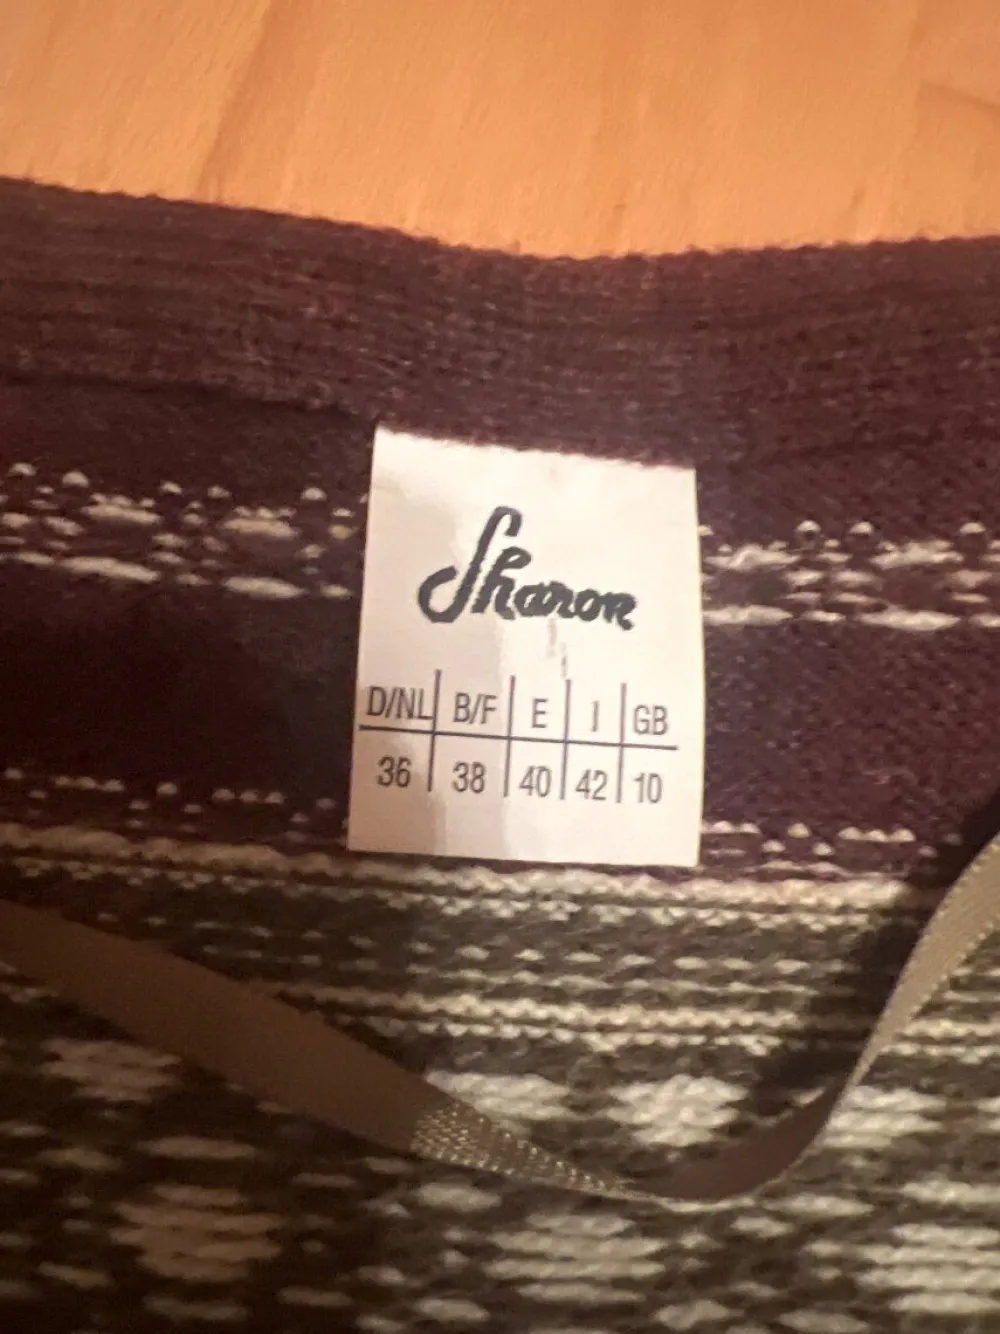 Sharon
D/NL | B/F | E | I | GB
36 | 38 | 40 | 42 | 10